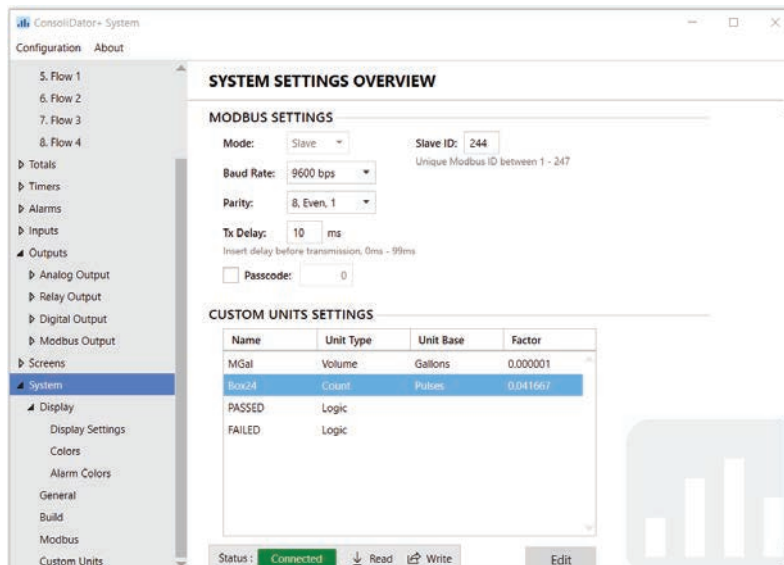 ConsoliDator+ System
Configuration About
5. Flow 1
6. Flow 2
7. Flow 3
8. Flow 4
Totals
Timers
Alarms
Inputs
Outputs
Analog Output
Relay Output
Digital Output
Modbus Output
Screens
System
Display
Display Settings
Colors
Alarm Colors
General
Build
Modbus
Custom Units
SYSTEM SETTINGS OVERVIEW
MODBUS SETTINGS
Mode: Slave Slave ID: 244
Unique Modbus ID between 1 - 247
Baud Rate: 9600 bps
Parity: 8, Even, 1
Tx Delay: 10 ms
Insert delay before transmission, 0ms - 99ms
Passcode: 0
CUSTOM UNITS SETTINGS
Name Unit Type Unit Base Factor
MGal Volume Gallons 0.000001
Box24 Count Pulses 0.041667
PASSED Logic
FAILED Logic
Status : Connected Read Write Edit